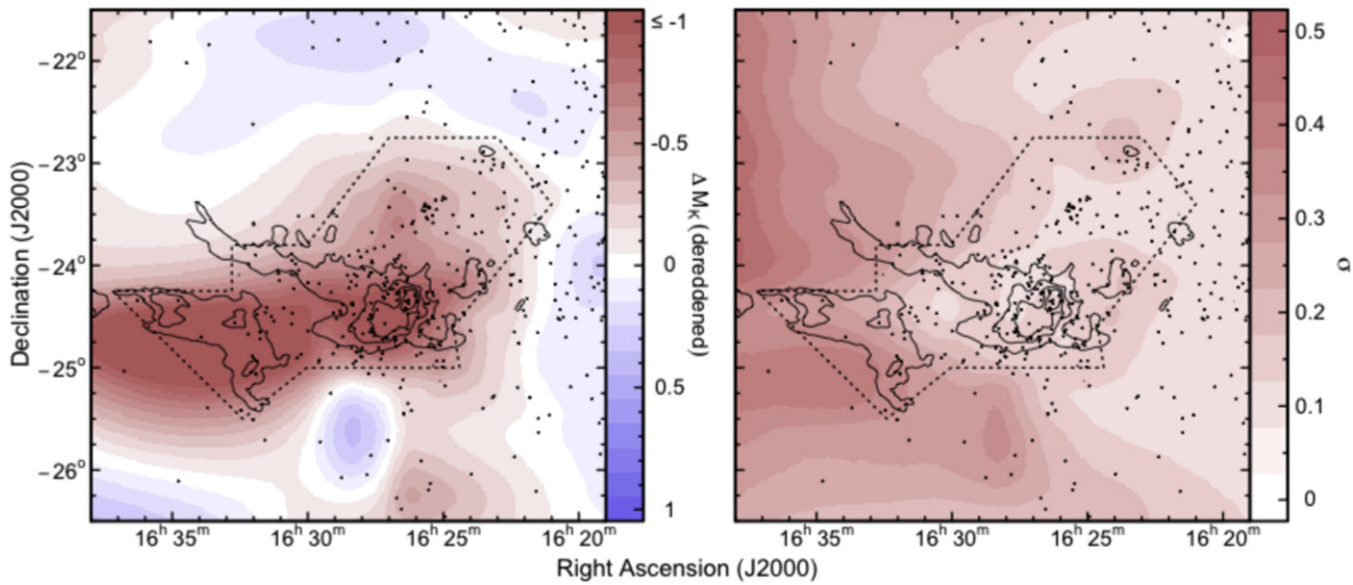 ≤ -1
-0.5
0
0.5
1
Δ M_K (dereddened)
0.5
0.4
0.3
0.2
0.1
0
σ
-22°
-23°
-24°
-25°
-26°
Declination (J2000)
16ʰ 35ᵐ 16ʰ 30ᵐ 16ʰ 25ᵐ 16ʰ 20ᵐ
16ʰ 35ᵐ 16ʰ 30ᵐ 16ʰ 25ᵐ 16ʰ 20ᵐ
Right Ascension (J2000)